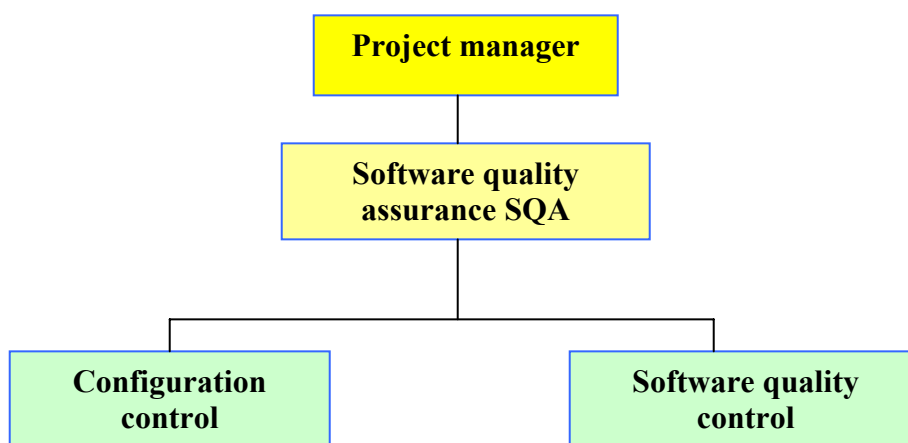 Project manager
Software quality
assurance SQA
Configuration
control
Software quality
control